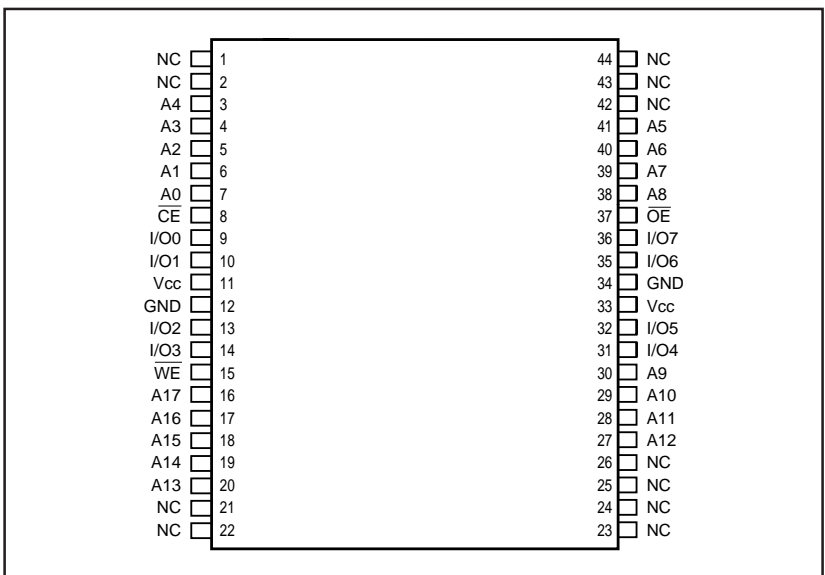 NC 1 44 NC
NC 2 43 NC
A4 3 42 NC
A3 4 41 A5
A2 5 40 A6
A1 6 39 A7
A0 7 38 A8
C̅E̅ 8 37 O̅E̅
I/O0 9 36 I/O7
I/O1 10 35 I/O6
Vcc 11 34 GND
GND 12 33 Vcc
I/O2 13 32 I/O5
I/O3 14 31 I/O4
W̅E̅ 15 30 A9
A17 16 29 A10
A16 17 28 A11
A15 18 27 A12
A14 19 26 NC
A13 20 25 NC
NC 21 24 NC
NC 22 23 NC